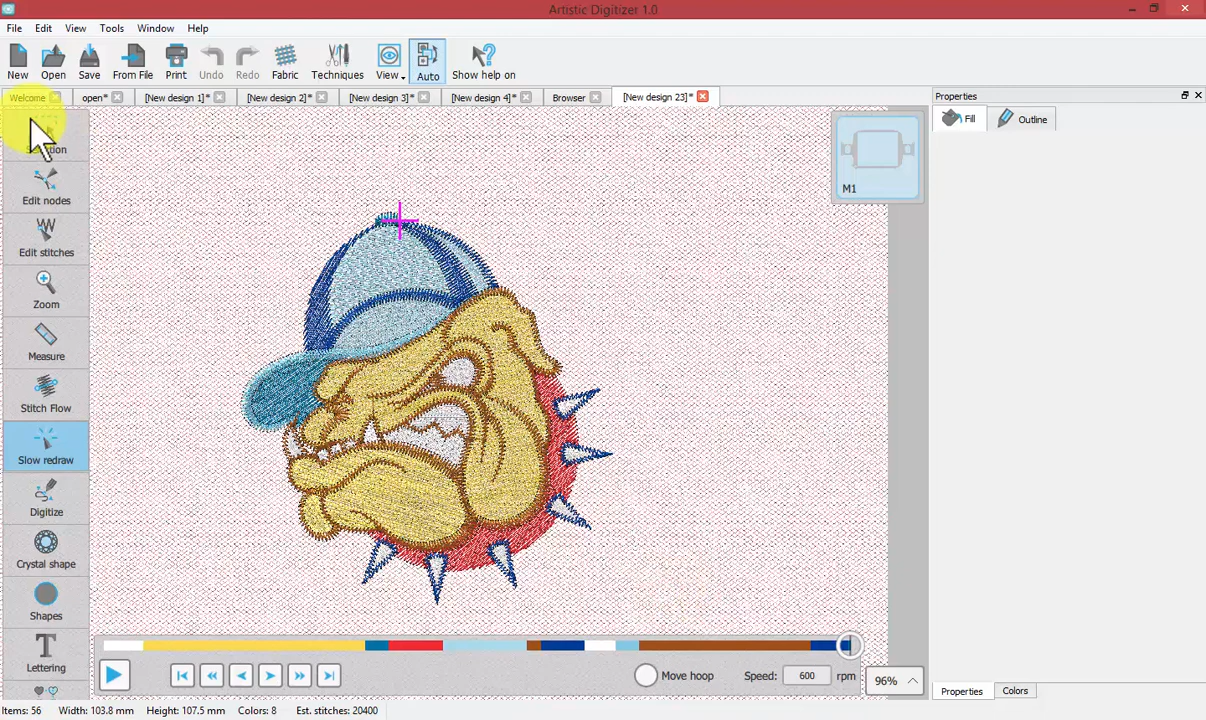 Artistic Digitizer 1.0
File Edit View Tools Window Help
New Open Save From File Print Undo Redo Fabric Techniques View Auto Show help on
Welcome open* [New design 1]* [New design 2]* [New design 3]* [New design 4]* Browser [New design 23]*
Properties
Fill Outline
Selection
M1
Edit nodes
Edit stitches
Zoom
Measure
Stitch Flow
Slow redraw
Digitize
Crystal shape
Shapes
Lettering
Move hoop Speed: 600 rpm 96%
Properties Colors
Items: 56 Width: 103.8 mm Height: 107.5 mm Colors: 8 Est. stitches: 20400